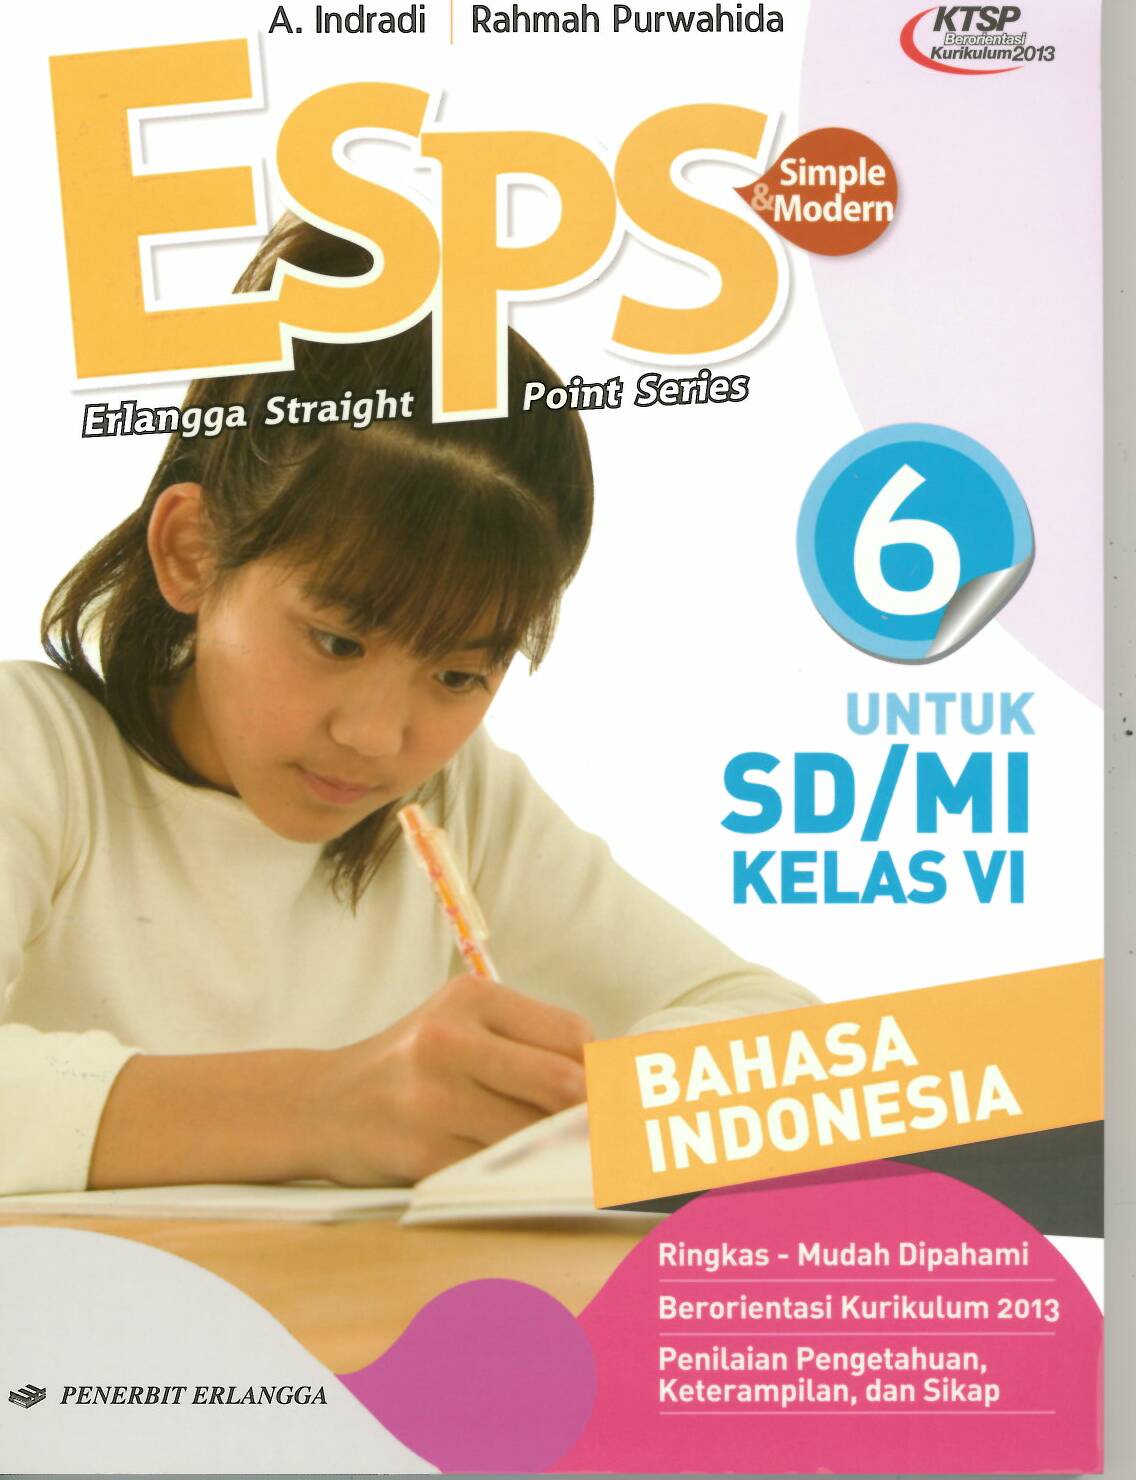 A. Indradi | Rahmah Purwahida
KTSP
Berorientasi
Kurikulum2013
ESPS
Simple
&Modern
Erlangga Straight Point Series
6
UNTUK
SD/MI
KELAS VI
BAHASA
INDONESIA
Ringkas - Mudah Dipahami
Berorientasi Kurikulum 2013
Penilaian Pengetahuan,
Keterampilan, dan Sikap
PENERBIT ERLANGGA